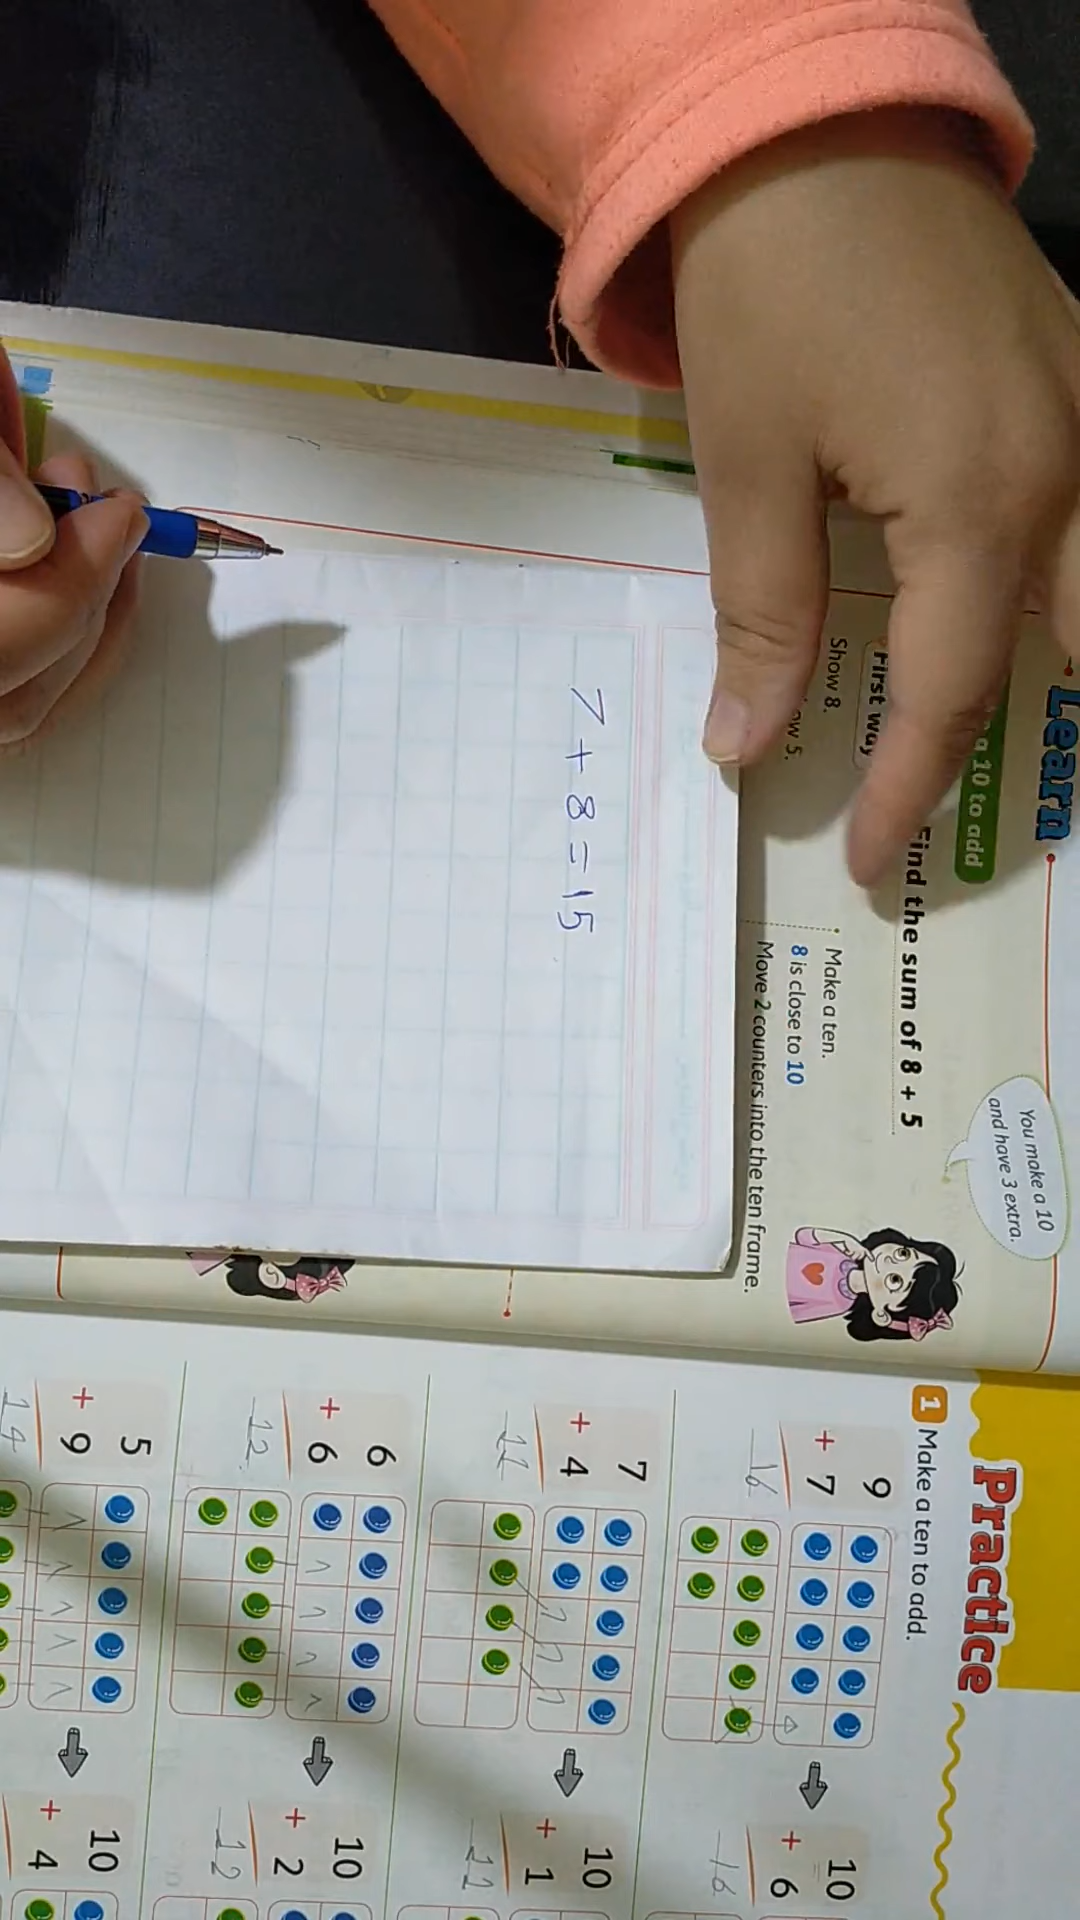 Learn
a 10 to add
You make a 10
and have 3 extra.
Find the sum of 8 + 5
First way
Show 8.
ow 5.
Make a ten.
8 is close to 10
Move 2 counters into the ten frame.
7 + 8 = 15
Practice
1 Make a ten to add.
9
+ 7
16
10
+ 6
16
7
+ 4
11
10
+ 1
11
6
+ 6
12
10
+ 2
12
5
+ 9
14
10
+ 4